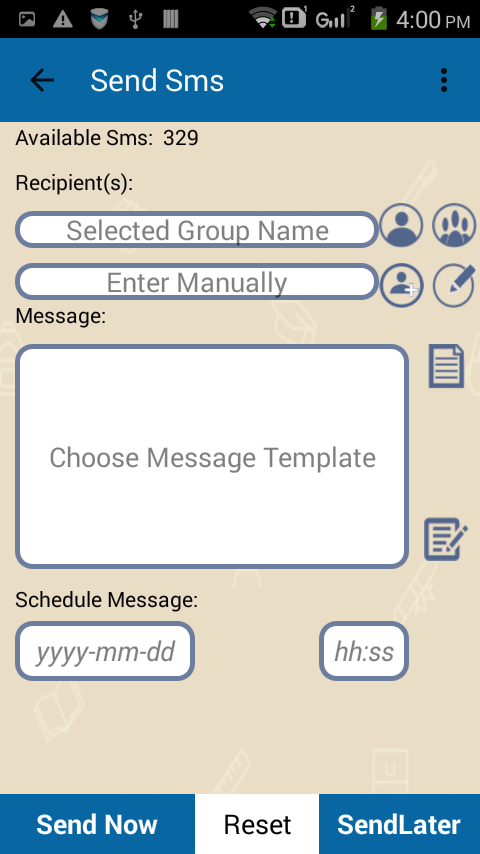 4:00 PM
Send Sms
Available Sms: 329
Recipient(s):
Selected Group Name
Enter Manually
Message:
Choose Message Template
Schedule Message:
yyyy-mm-dd hh:ss
Send Now Reset SendLater